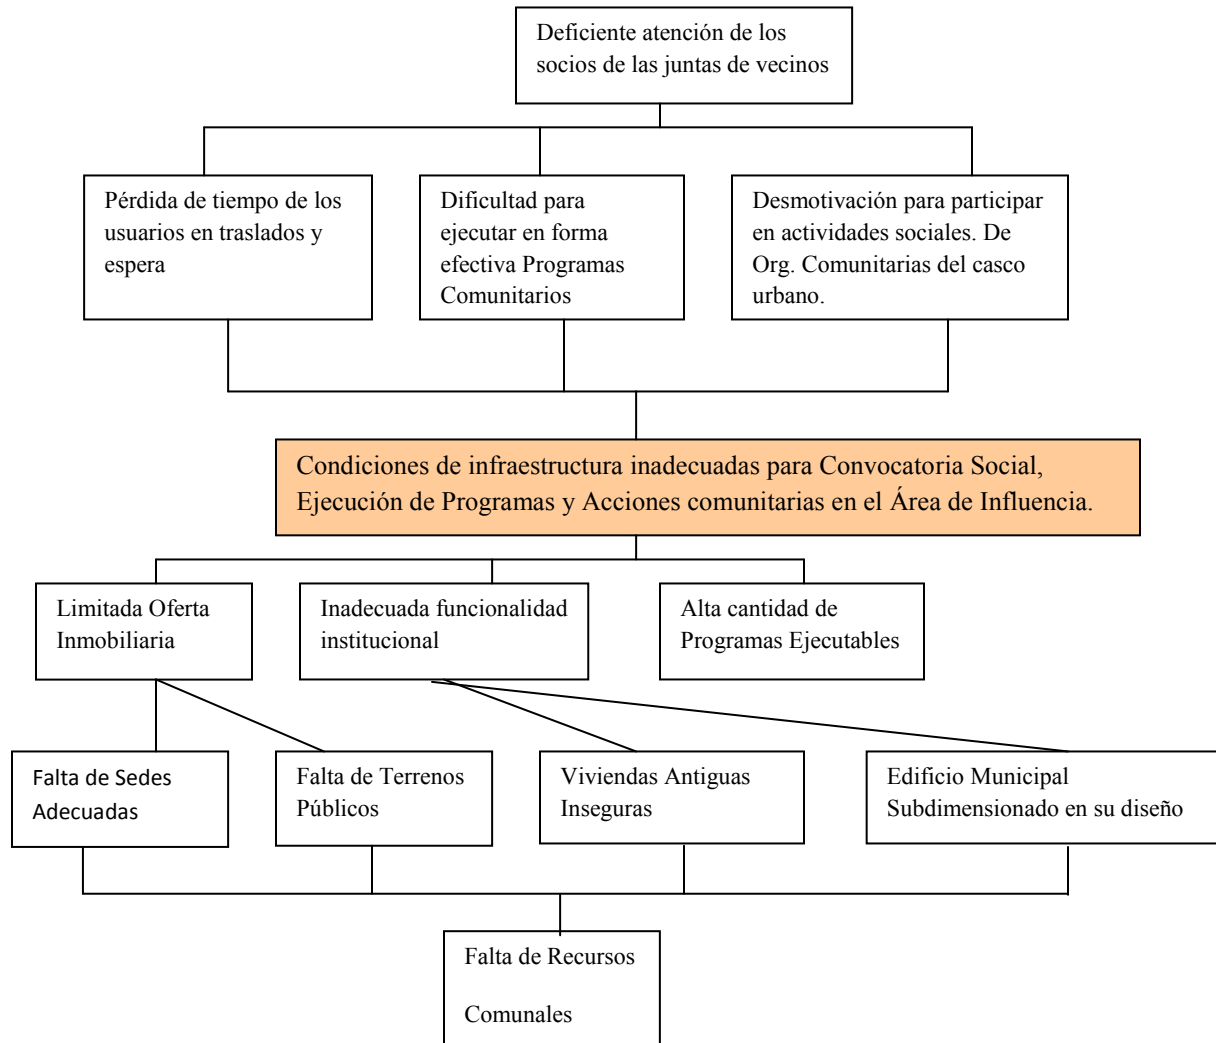 Deficiente atención de los
socios de las juntas de vecinos
Pérdida de tiempo de los
usuarios en traslados y
espera
Dificultad para
ejecutar en forma
efectiva Programas
Comunitarios
Desmotivación para participar
en actividades sociales. De
Org. Comunitarias del casco
urbano.
Condiciones de infraestructura inadecuadas para Convocatoria Social,
Ejecución de Programas y Acciones comunitarias en el Área de Influencia.
Limitada Oferta
Inmobiliaria
Inadecuada funcionalidad
institucional
Alta cantidad de
Programas Ejecutables
Falta de Sedes
Adecuadas
Falta de Terrenos
Públicos
Viviendas Antiguas
Inseguras
Edificio Municipal
Subdimensionado en su diseño
Falta de Recursos
Comunales